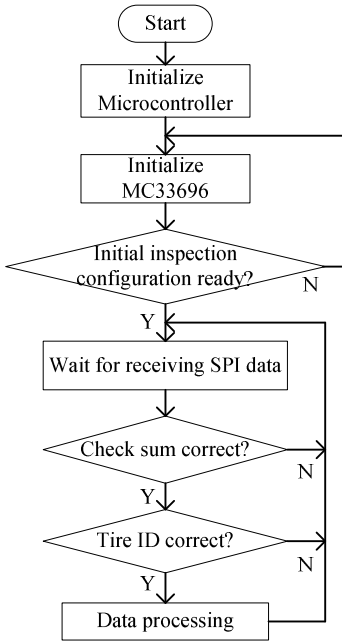 Start
Initialize
Microcontroller
Initialize
MC33696
Initial inspection
configuration ready?
N
Y
Wait for receiving SPI data
Check sum correct?
N
Y
Tire ID correct?
N
Y
Data processing